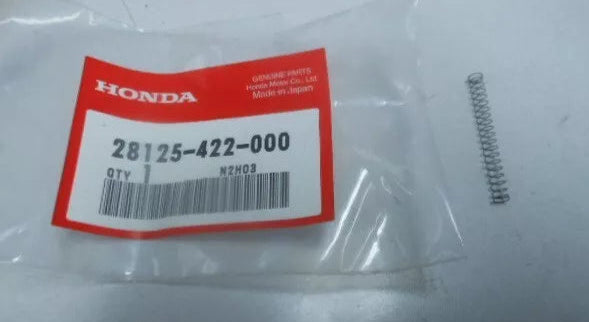 HONDA
GENUINE PARTS
Honda Motor Co., Ltd.
Made in Japan
28125-422-000
QTY 1 N2H03